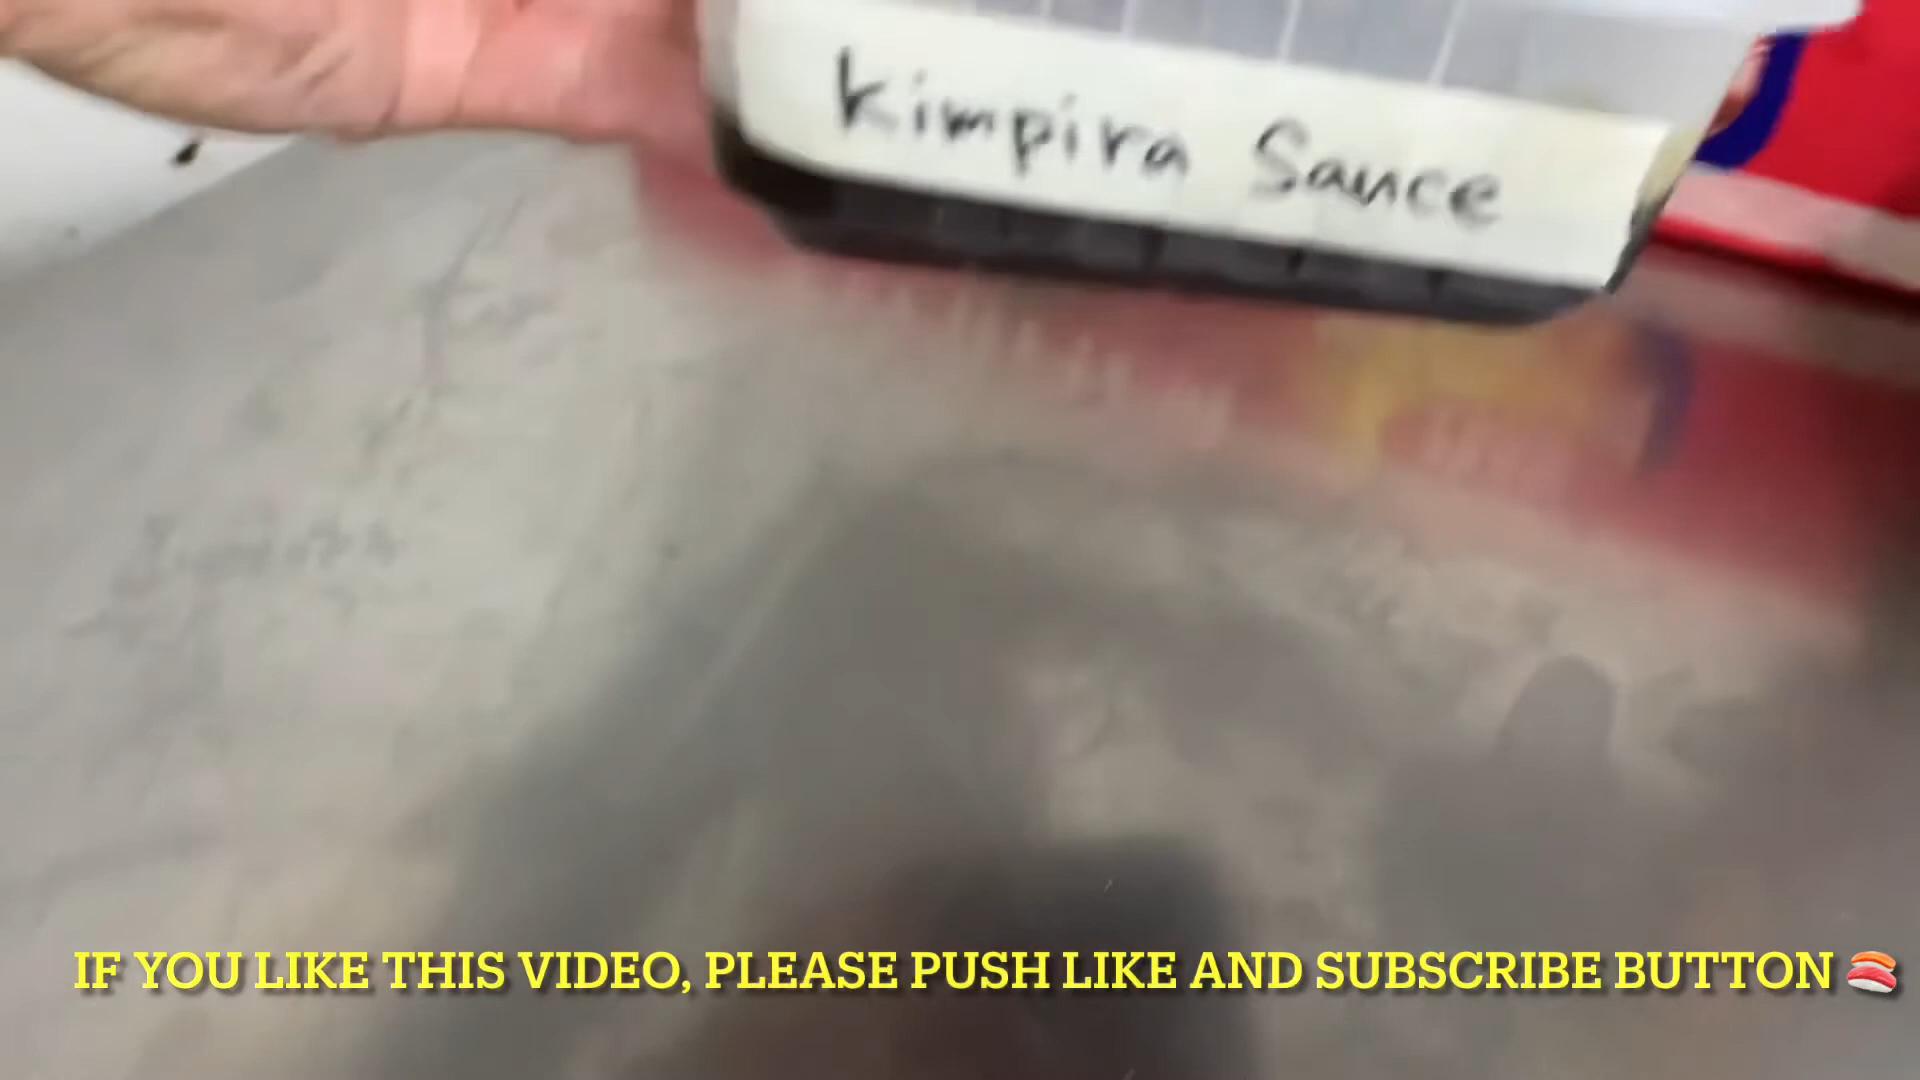 Kimpira Sauce
IF YOU LIKE THIS VIDEO, PLEASE PUSH LIKE AND SUBSCRIBE BUTTON 🍣